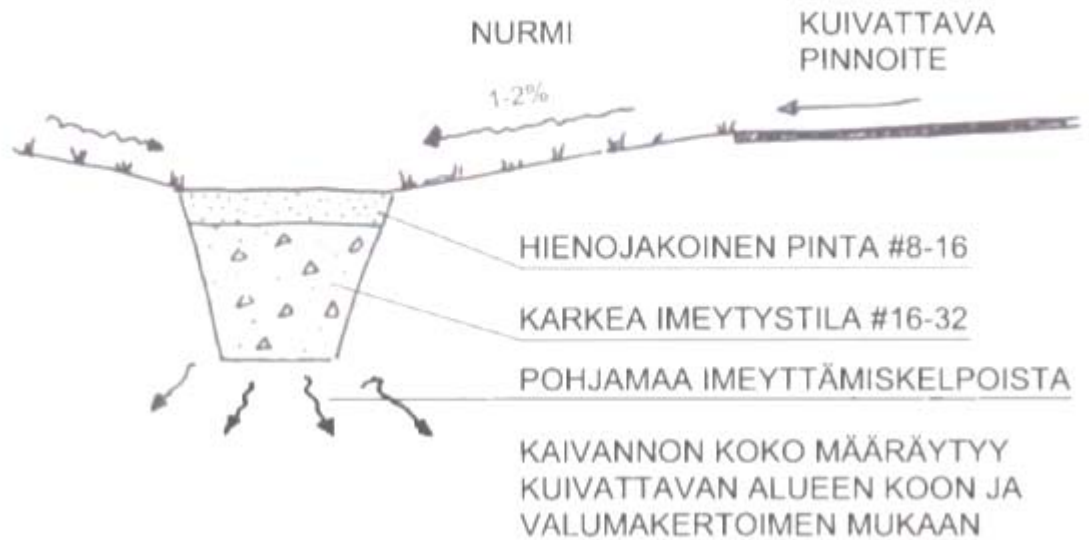 NURMI
KUIVATTAVA
PINNOITE
1-2%
HIENOJAKOINEN PINTA #8-16
KARKEA IMEYTYSTILA #16-32
POHJAMAA IMEYTTÄMISKELPOISTA
KAIVANNON KOKO MÄÄRÄYTYY
KUIVATTAVAN ALUEEN KOON JA
VALUMAKERTOIMEN MUKAAN